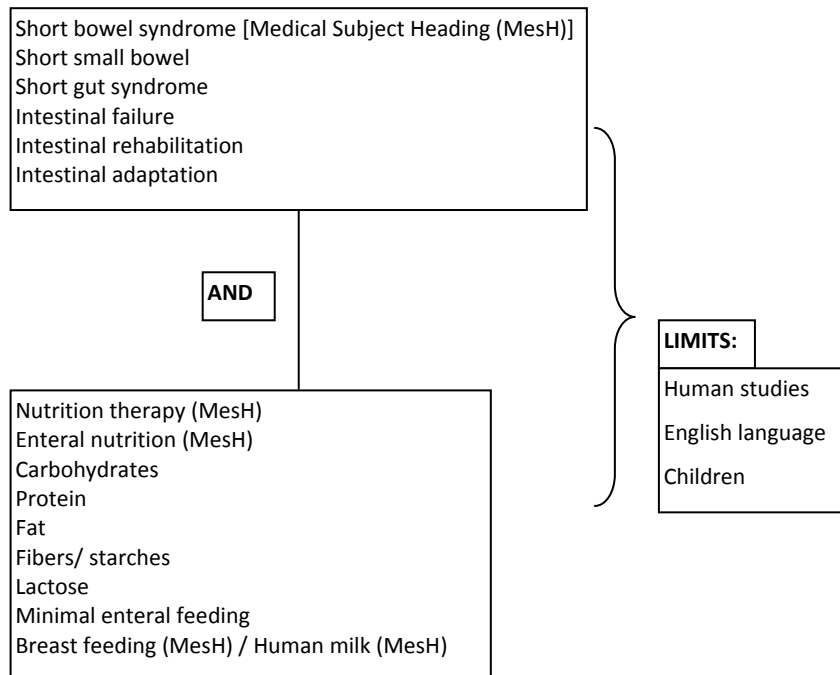 Short bowel syndrome [Medical Subject Heading (MesH)]
Short small bowel
Short gut syndrome
Intestinal failure
Intestinal rehabilitation
Intestinal adaptation
AND
Nutrition therapy (MesH)
Enteral nutrition (MesH)
Carbohydrates
Protein
Fat
Fibers/ starches
Lactose
Minimal enteral feeding
Breast feeding (MesH) / Human milk (MesH)
LIMITS:
Human studies
English language
Children